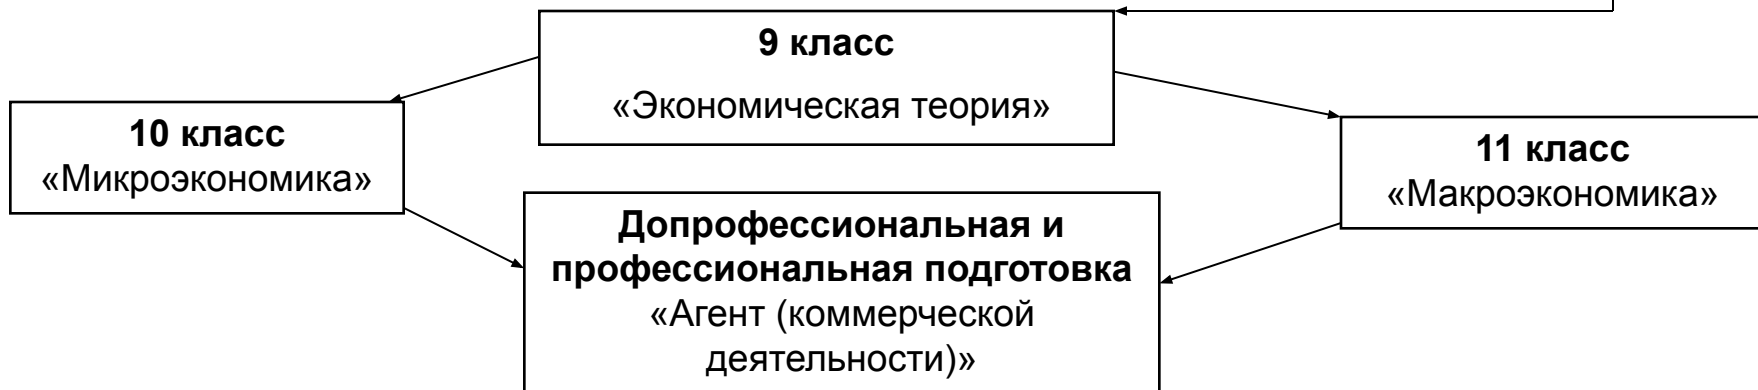 9 класс
«Экономическая теория»
10 класс
«Микроэкономика»
11 класс
«Макроэкономика»
Допрофессиональная и
профессиональная подготовка
«Агент (коммерческой
деятельности)»